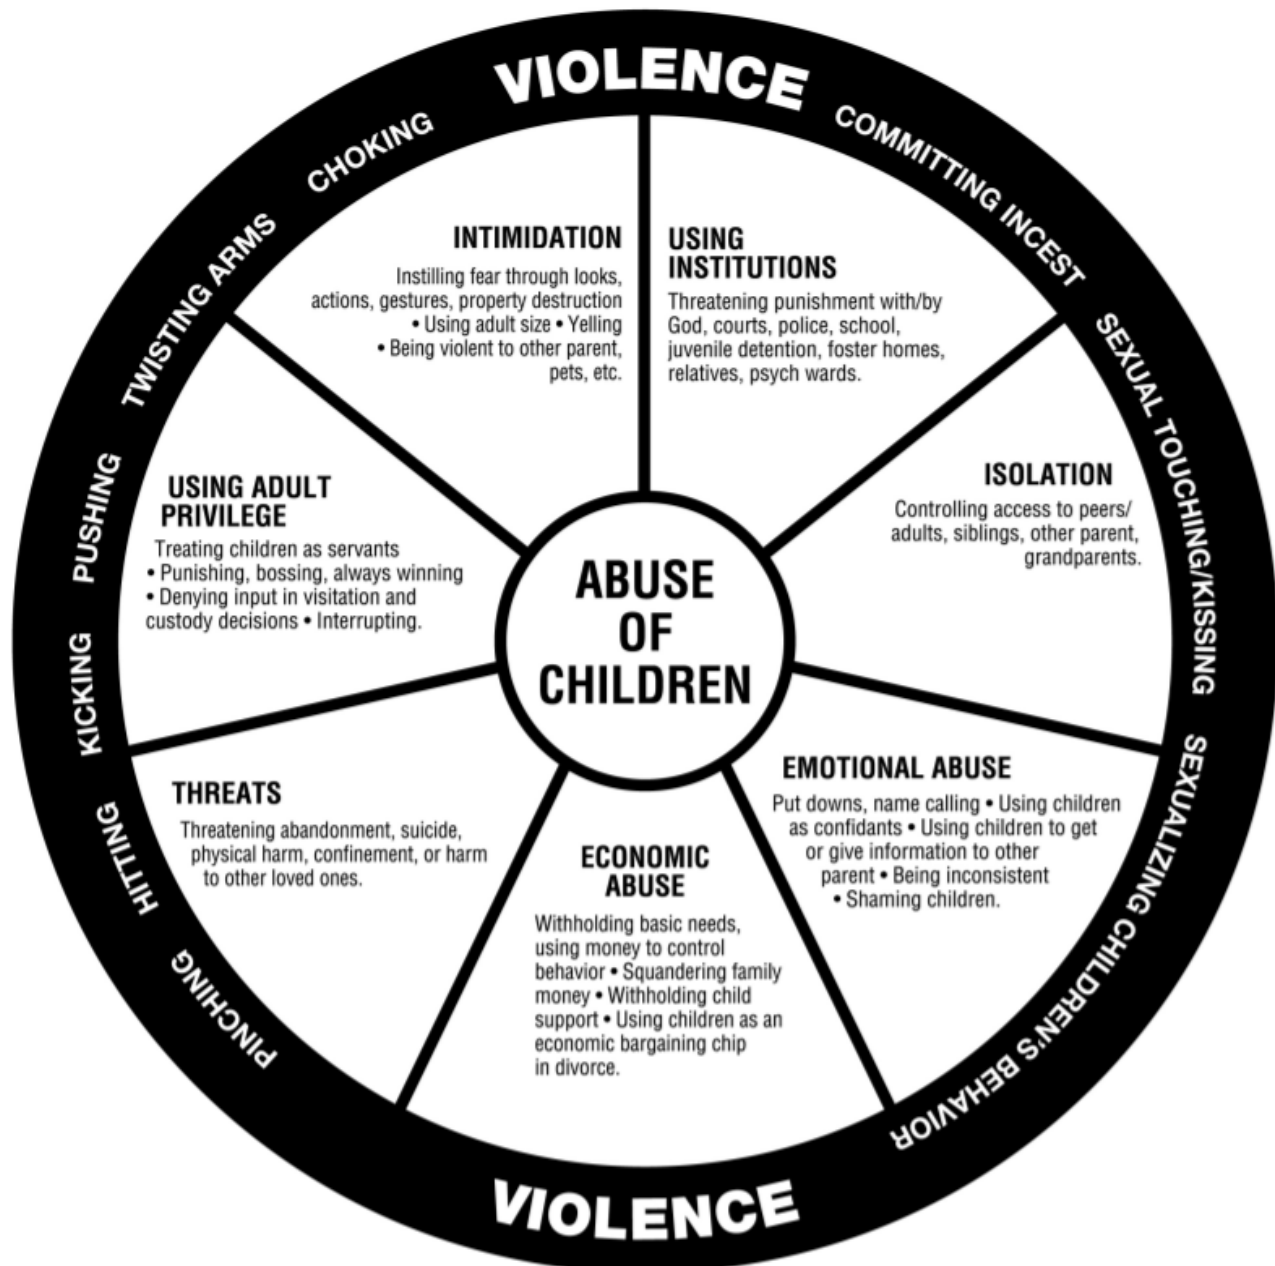 VIOLENCE
COMMITTING INCEST
SEXUAL TOUCHING/KISSING
SEXUALIZING CHILDREN'S BEHAVIOR
CHOKING
TWISTING ARMS
PUSHING
KICKING
HITTING
PINCHING
VIOLENCE
ABUSE
OF
CHILDREN
INTIMIDATION
Instilling fear through looks,
actions, gestures, property destruction
• Using adult size • Yelling
• Being violent to other parent,
pets, etc.
USING
INSTITUTIONS
Threatening punishment with/by
God, courts, police, school,
juvenile detention, foster homes,
relatives, psych wards.
ISOLATION
Controlling access to peers/
adults, siblings, other parent,
grandparents.
EMOTIONAL ABUSE
Put downs, name calling • Using children
as confidants • Using children to get
or give information to other
parent • Being inconsistent
• Shaming children.
ECONOMIC
ABUSE
Withholding basic needs,
using money to control
behavior • Squandering family
money • Withholding child
support • Using children as an
economic bargaining chip
in divorce.
THREATS
Threatening abandonment, suicide,
physical harm, confinement, or harm
to other loved ones.
USING ADULT
PRIVILEGE
Treating children as servants
• Punishing, bossing, always winning
• Denying input in visitation and
custody decisions • Interrupting.